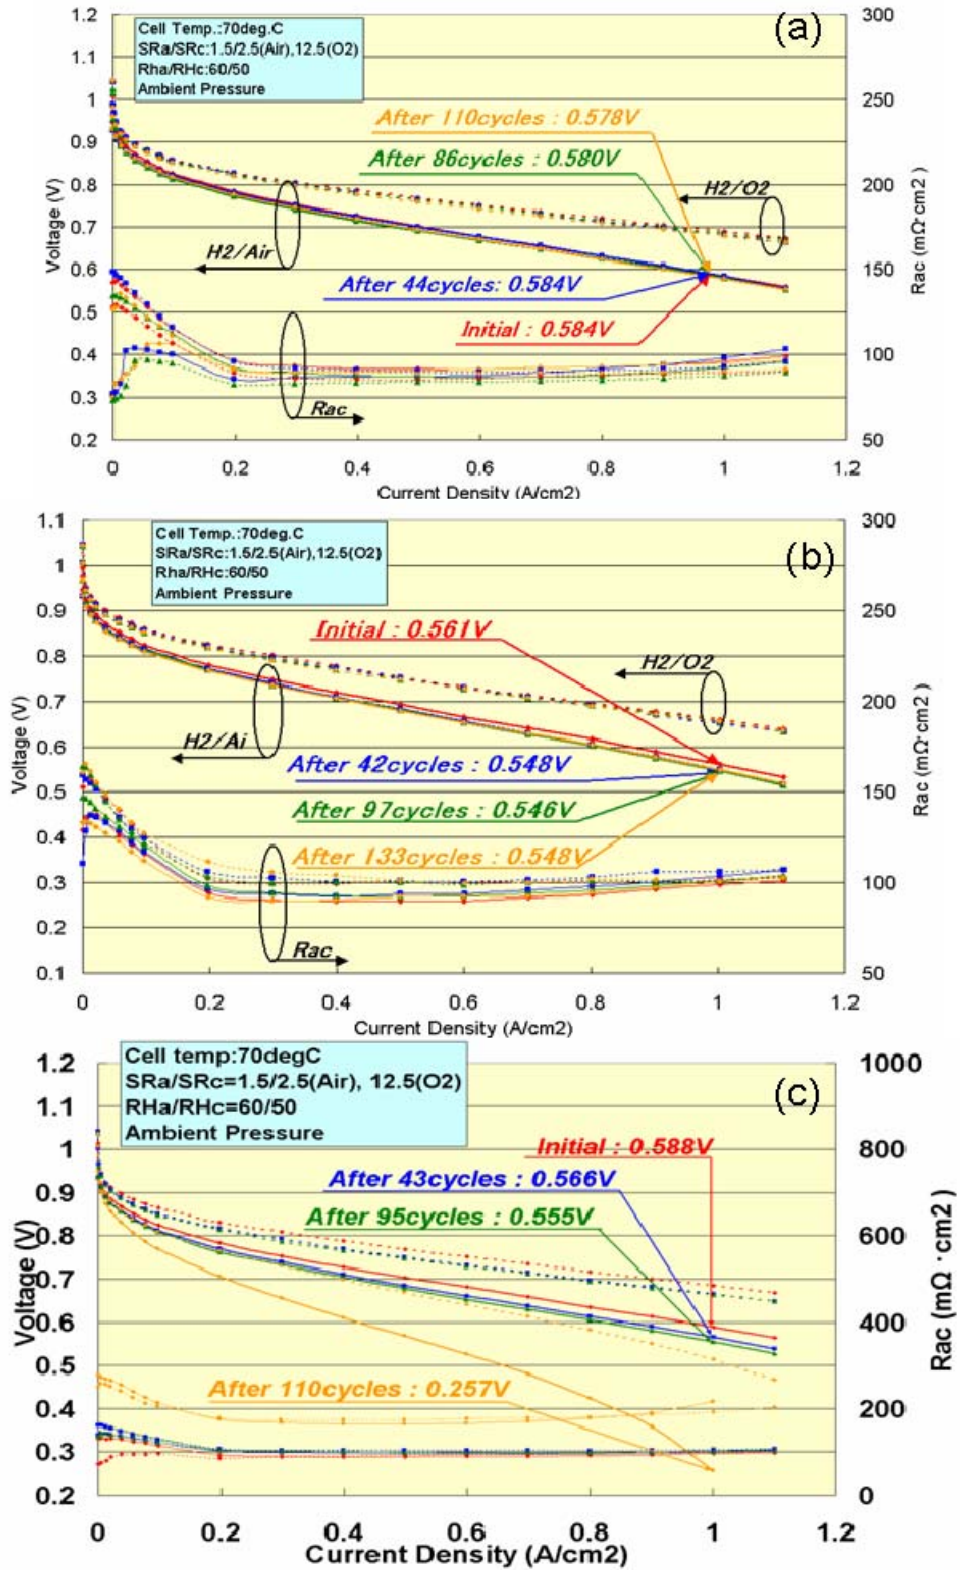 (a)
Cell Temp.:70deg.C
SRa/SRc:1.5/2.5(Air),12.5(O2)
Rha/RHc:60/50
Ambient Pressure
After 110cycles : 0.578V
After 86cycles : 0.580V
H2/O2
H2/Air
After 44cycles: 0.584V
Initial : 0.584V
Rac
Voltage (V)
1.2
1.1
1
0.9
0.8
0.7
0.6
0.5
0.4
0.3
0.2
Rac (mΩ·cm2)
300
250
200
150
100
50
0 0.2 0.4 0.6 0.8 1 1.2
Current Density (A/cm2)
(b)
Cell Temp.:70deg.C
SRa/SRc:1.5/2.5(Air),12.5(O2)
Rha/RHc:60/50
Ambient Pressure
Initial : 0.561V
H2/O2
H2/Ai
After 42cycles : 0.548V
After 97cycles : 0.546V
After 133cycles : 0.548V
Rac
Voltage (V)
1.1
1
0.9
0.8
0.7
0.6
0.5
0.4
0.3
0.2
0.1
Rac (mΩ·cm2)
300
250
200
150
100
50
0 0.2 0.4 0.6 0.8 1 1.2
Current Density (A/cm2)
(c)
Cell temp:70degC
SRa/SRc=1.5/2.5(Air), 12.5(O2)
RHa/RHc=60/50
Ambient Pressure
Initial : 0.588V
After 43cycles : 0.566V
After 95cycles : 0.555V
After 110cycles : 0.257V
Voltage (V)
1.2
1.1
1
0.9
0.8
0.7
0.6
0.5
0.4
0.3
0.2
Rac (mΩ·cm2)
1000
800
600
400
200
0
0 0.2 0.4 0.6 0.8 1 1.2
Current Density (A/cm2)